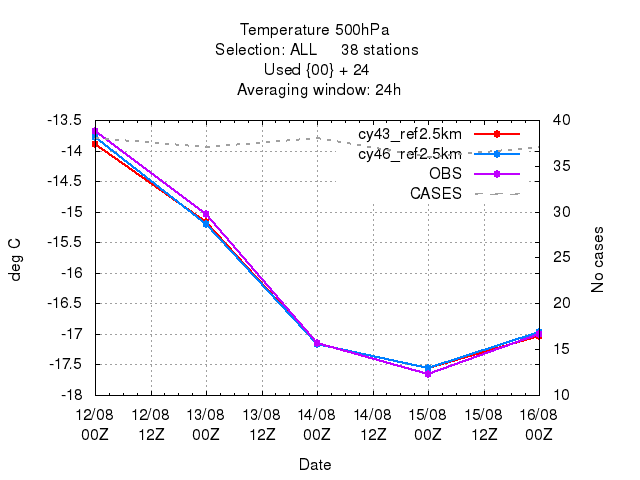 Temperature 500hPa
Selection: ALL 38 stations
Used {00} + 24
Averaging window: 24h
-13.5
-14
-14.5
-15
-15.5
-16
-16.5
-17
-17.5
-18
deg C
40
35
30
25
20
15
10
No cases
cy43_ref2.5km
cy46_ref2.5km
OBS
CASES
12/08 12/08 13/08 13/08 14/08 14/08 15/08 15/08 16/08
00Z 12Z 00Z 12Z 00Z 12Z 00Z 12Z 00Z
Date